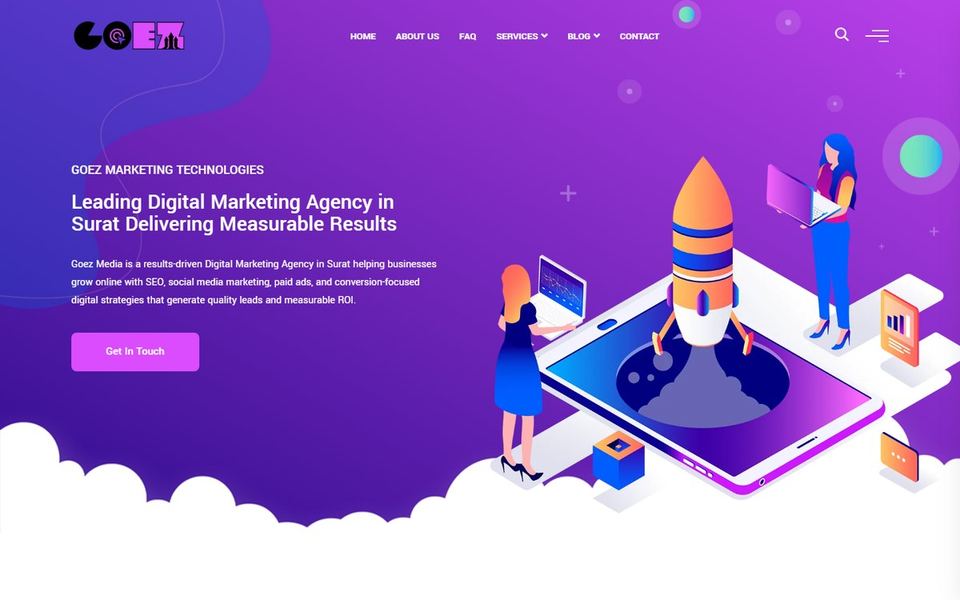 GOEZ
HOME ABOUT US FAQ SERVICES BLOG CONTACT
GOEZ MARKETING TECHNOLOGIES
Leading Digital Marketing Agency in
Surat Delivering Measurable Results
Goez Media is a results-driven Digital Marketing Agency in Surat helping businesses
grow online with SEO, social media marketing, paid ads, and conversion-focused
digital strategies that generate quality leads and measurable ROI.
Get In Touch